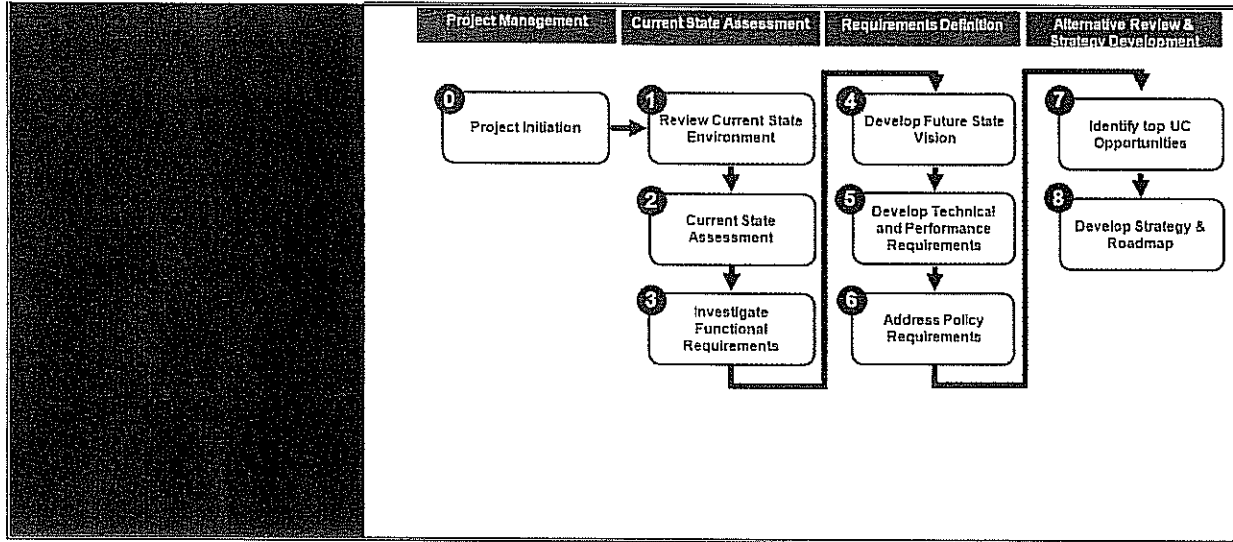 Project Management
Current State Assessment
Requirements Definition
Alternative Review &
Strategy Development
0
Project Initiation
1
Review Current State
Environment
2
Current State
Assessment
3
Investigate
Functional
Requirements
4
Develop Future State
Vision
5
Develop Technical
and Performance
Requirements
6
Address Policy
Requirements
7
Identify top UC
Opportunities
8
Develop Strategy &
Roadmap